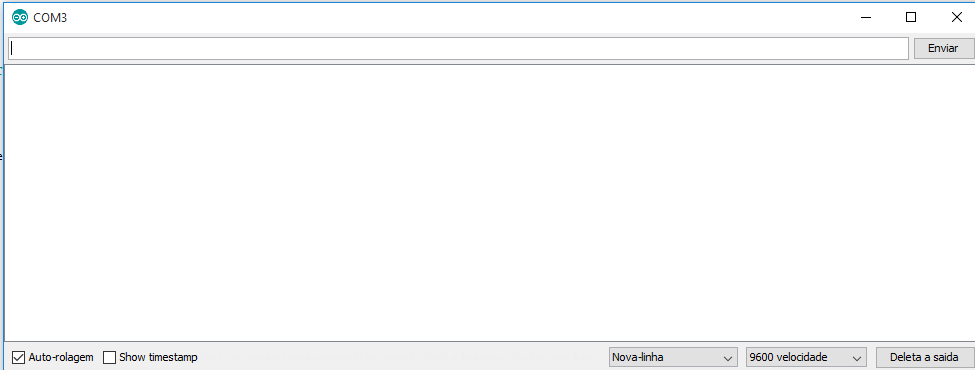 COM3
Enviar
Auto-rolagem Show timestamp Nova-linha 9600 velocidade Deleta a saida